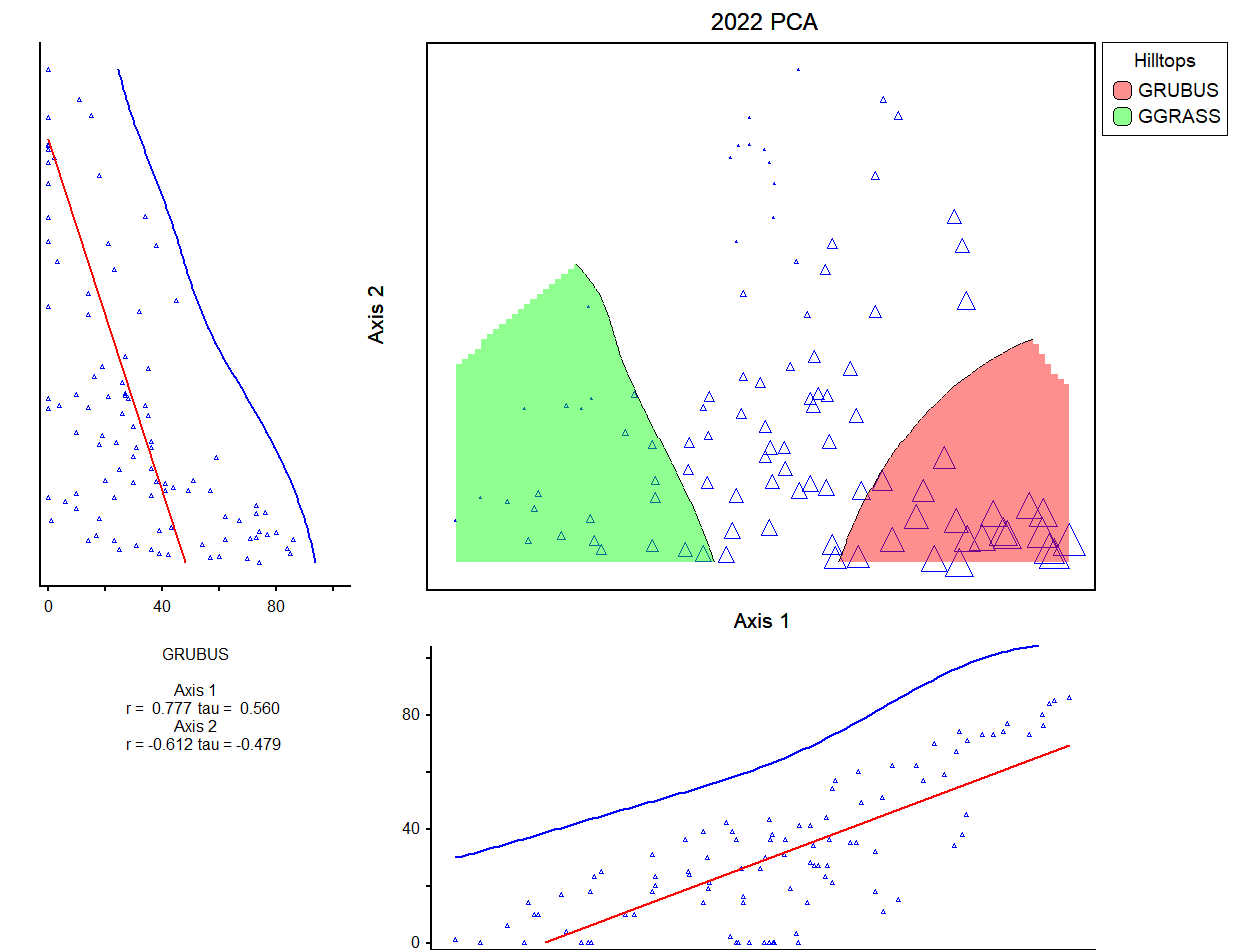 2022 PCA
Hilltops
GRUBUS
GGRASS
Axis 2
0 40 80
Axis 1
GRUBUS
Axis 1
r = 0.777 tau = 0.560
Axis 2
r = -0.612 tau = -0.479
80
40
0